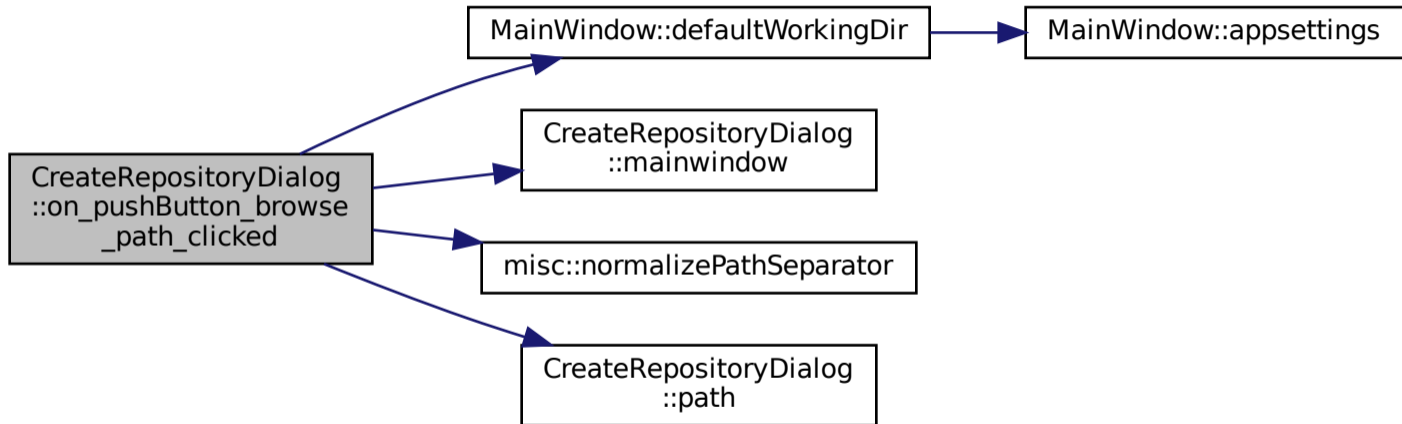 CreateRepositoryDialog
::on_pushButton_browse
_path_clicked
MainWindow::defaultWorkingDir
MainWindow::appsettings
CreateRepositoryDialog
::mainwindow
misc::normalizePathSeparator
CreateRepositoryDialog
::path